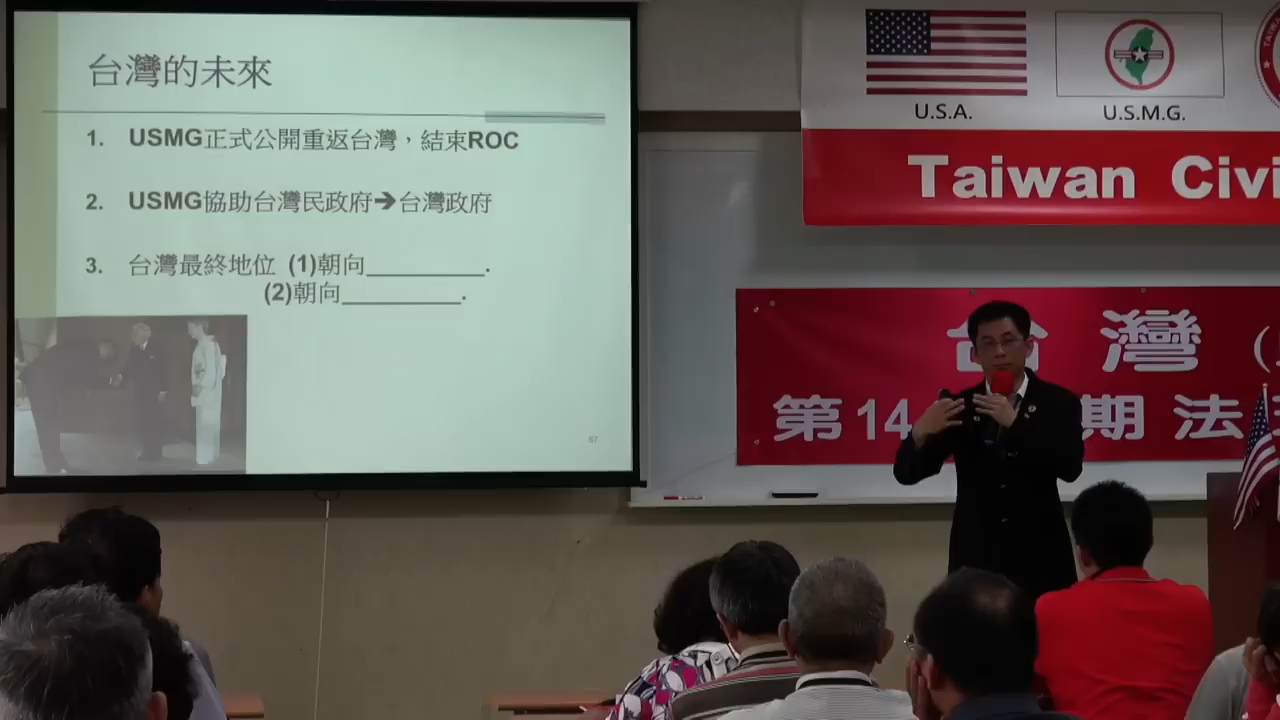 台灣的未來
1. USMG正式公開重返台灣，結束ROC
2. USMG協助台灣民政府➔台灣政府
3. 台灣最終地位 (1)朝向_________.
(2)朝向_________.
67
U.S.A.
U.S.M.G.
Taiwan Civi
台 灣 (
第14 期 法